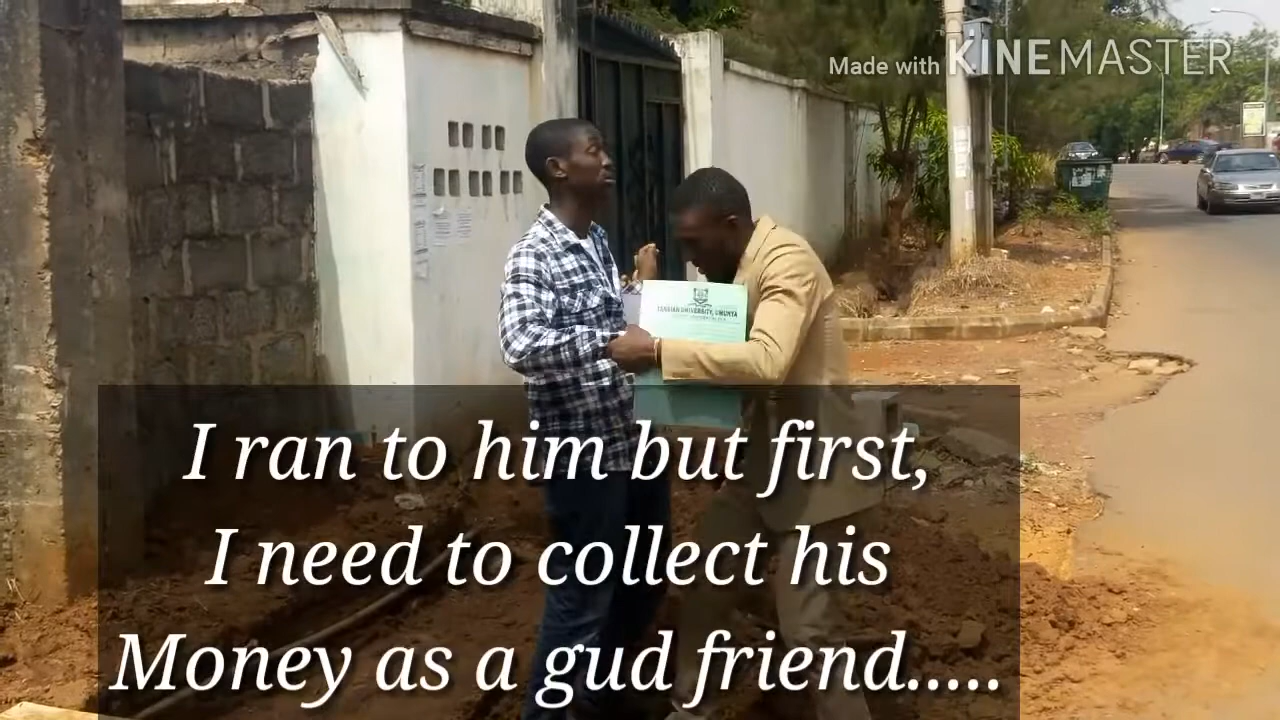 Made with KINEMASTER
TANSIAN UNIVERSITY, UMUNYA
I ran to him but first,
I need to collect his
Money as a gud friend.....